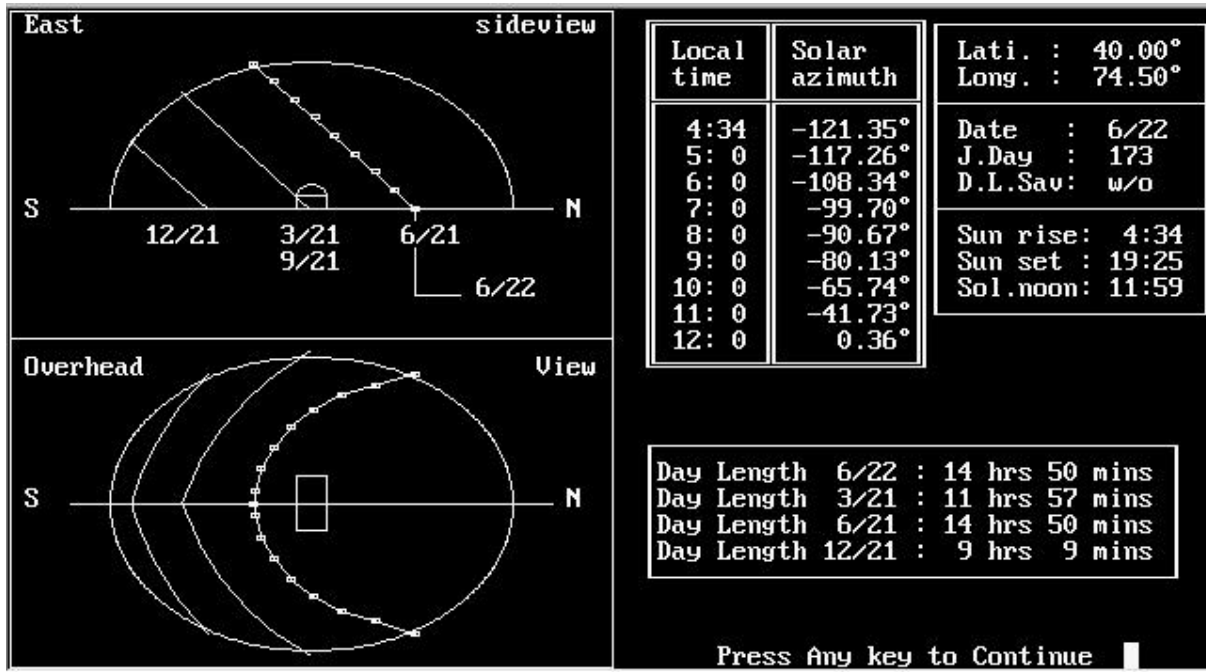 East sideview
S N
12/21 3/21 6/21
9/21
6/22
Overhead View
S N
Local Solar
time azimuth
4:34 -121.35°
5: 0 -117.26°
6: 0 -108.34°
7: 0 -99.70°
8: 0 -90.67°
9: 0 -80.13°
10: 0 -65.74°
11: 0 -41.73°
12: 0 0.36°
Lati. : 40.00°
Long. : 74.50°
Date : 6/22
J.Day : 173
D.L.Sav: w/o
Sun rise: 4:34
Sun set : 19:25
Sol.noon: 11:59
Day Length 6/22 : 14 hrs 50 mins
Day Length 3/21 : 11 hrs 57 mins
Day Length 6/21 : 14 hrs 50 mins
Day Length 12/21 : 9 hrs 9 mins
Press Any key to Continue